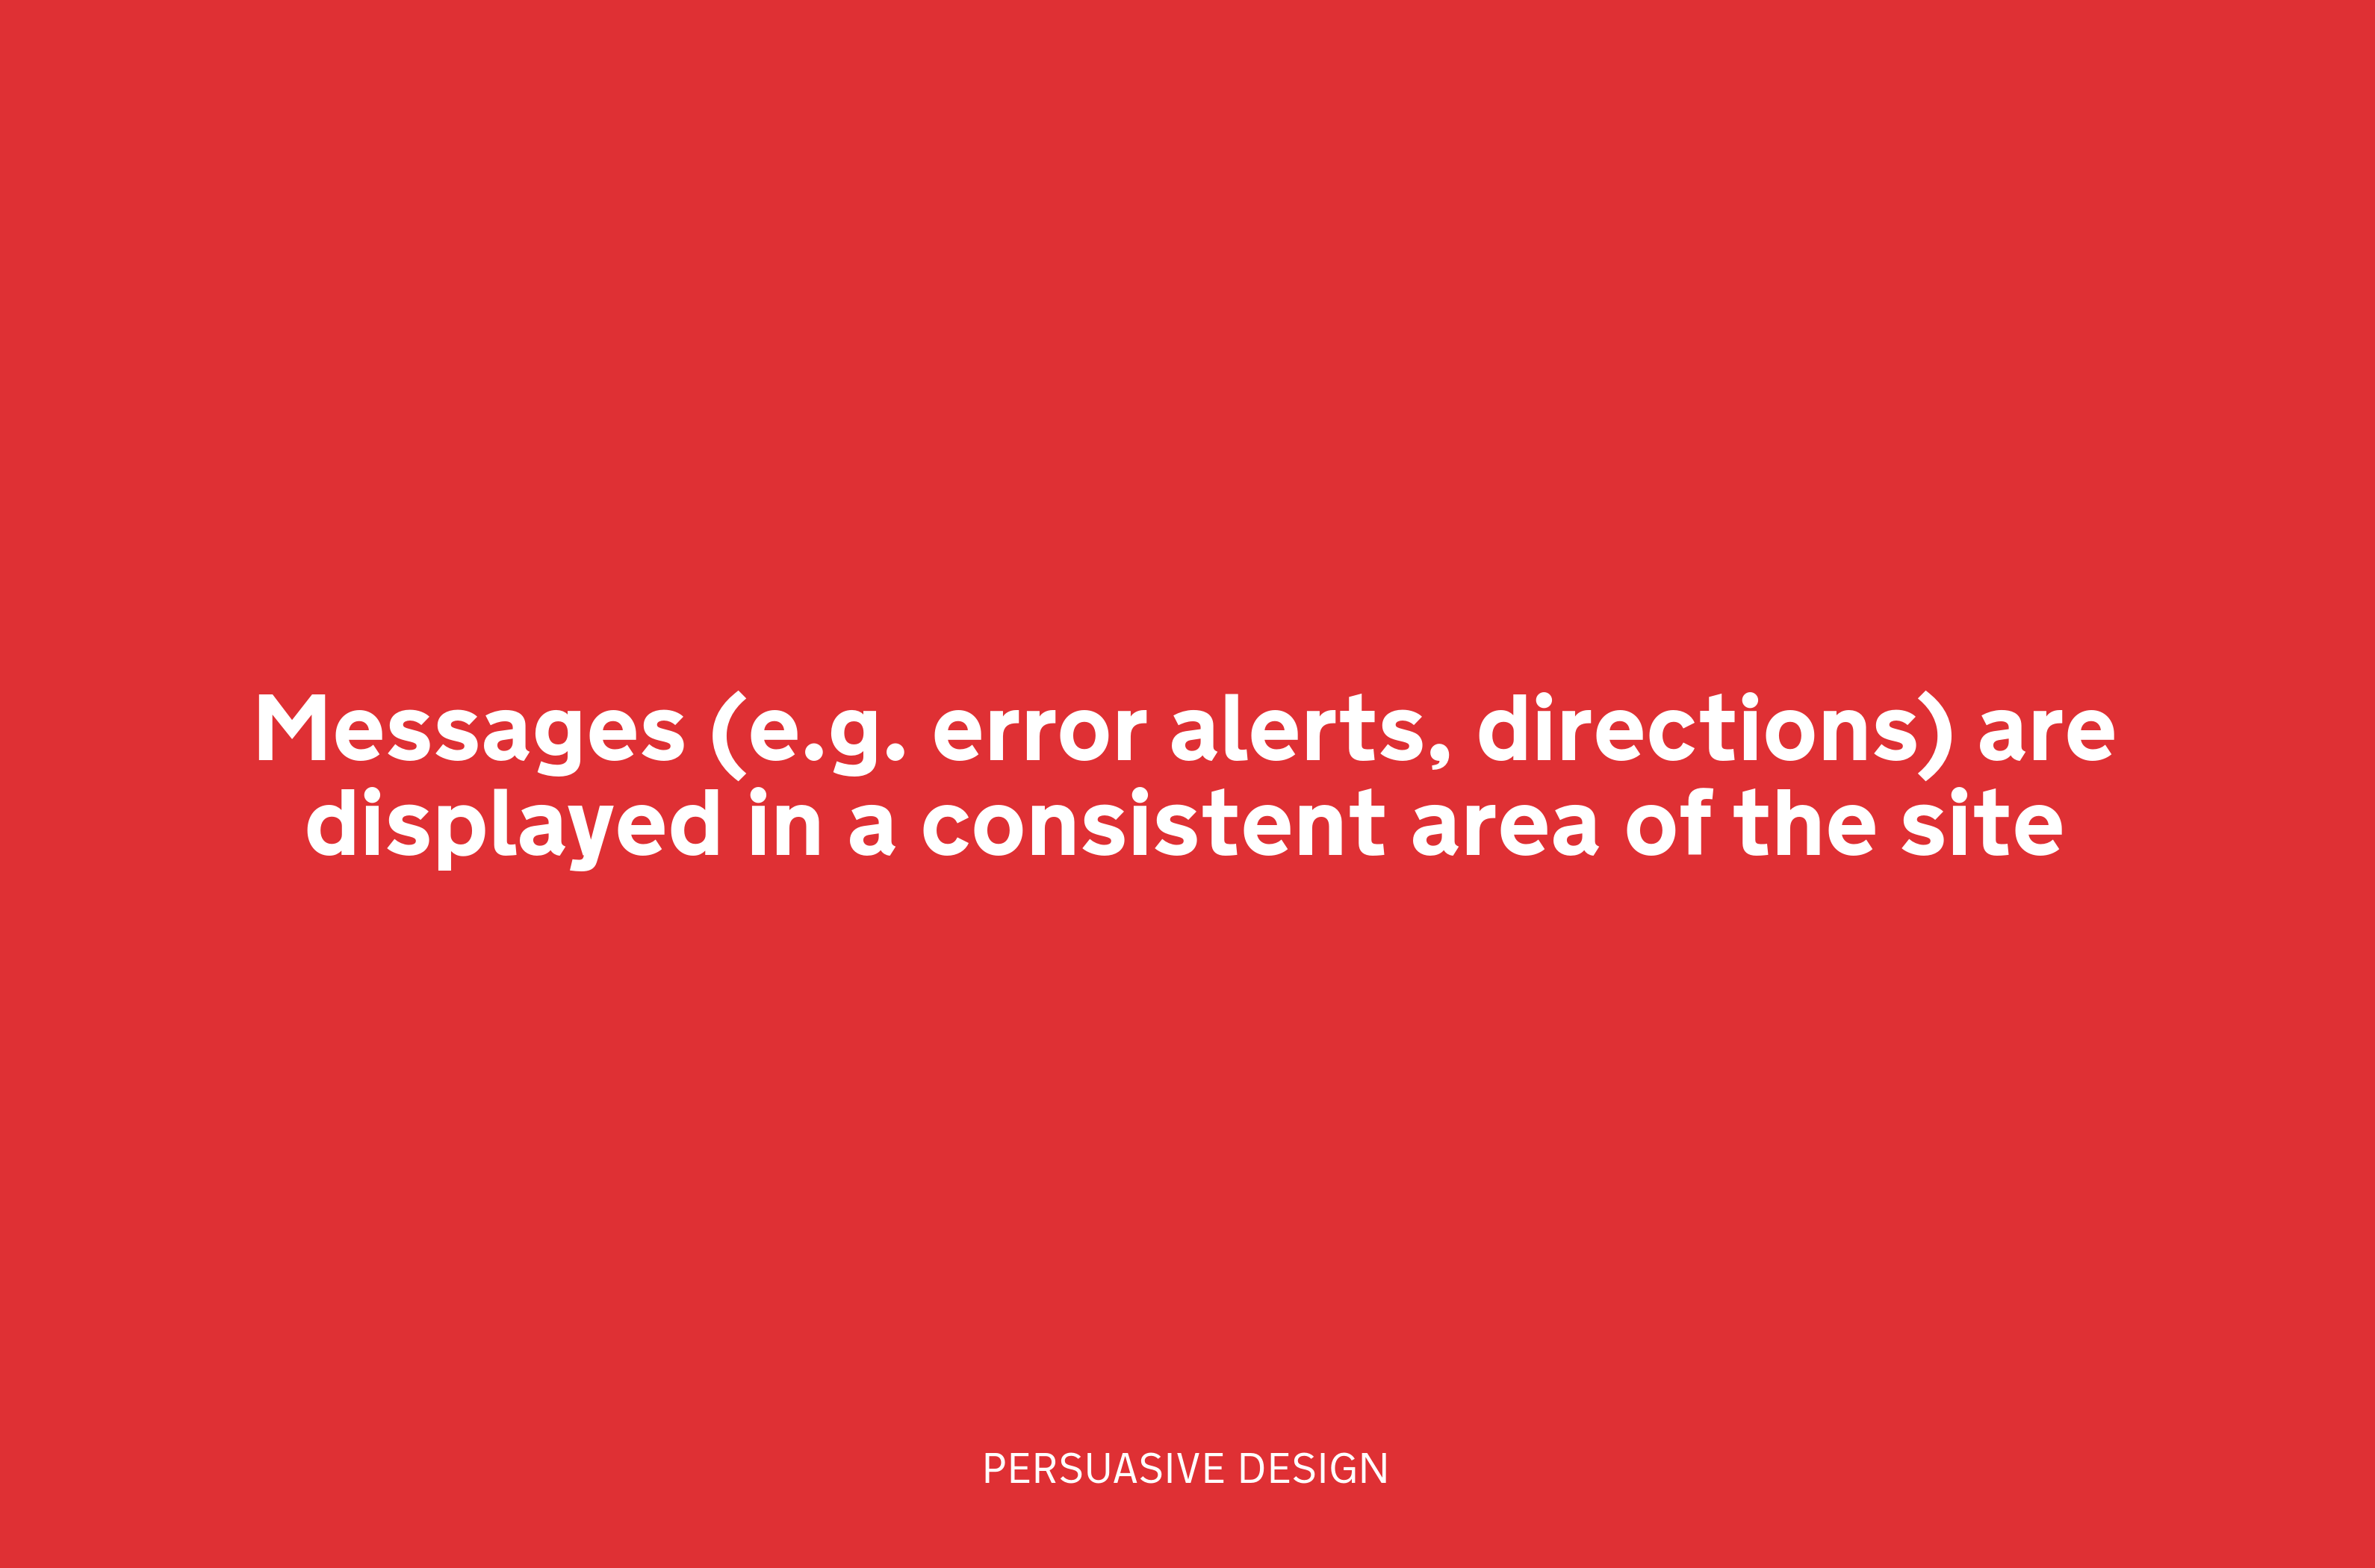 Messages (e.g. error alerts, directions) are
displayed in a consistent area of the site
PERSUASIVE DESIGN